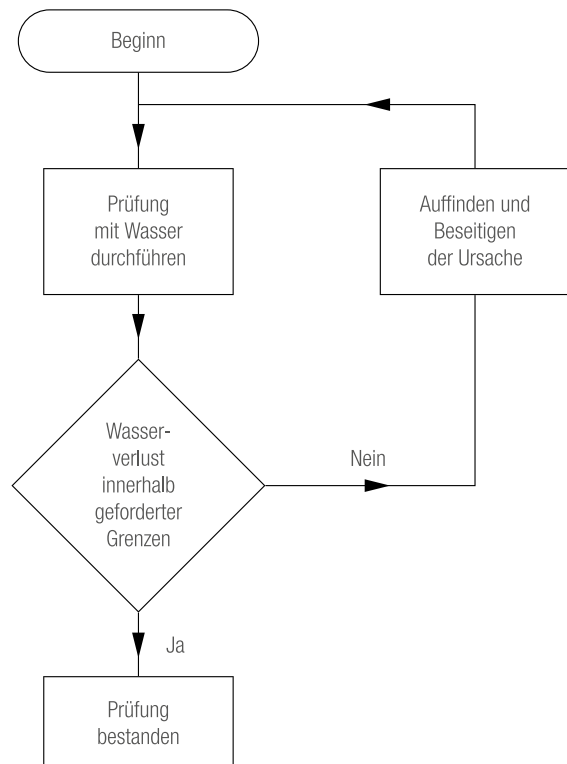 Beginn
Prüfung
mit Wasser
durchführen
Auffinden und
Beseitigen
der Ursache
Wasser-
verlust
innerhalb
geforderter
Grenzen
Nein
Ja
Prüfung
bestanden